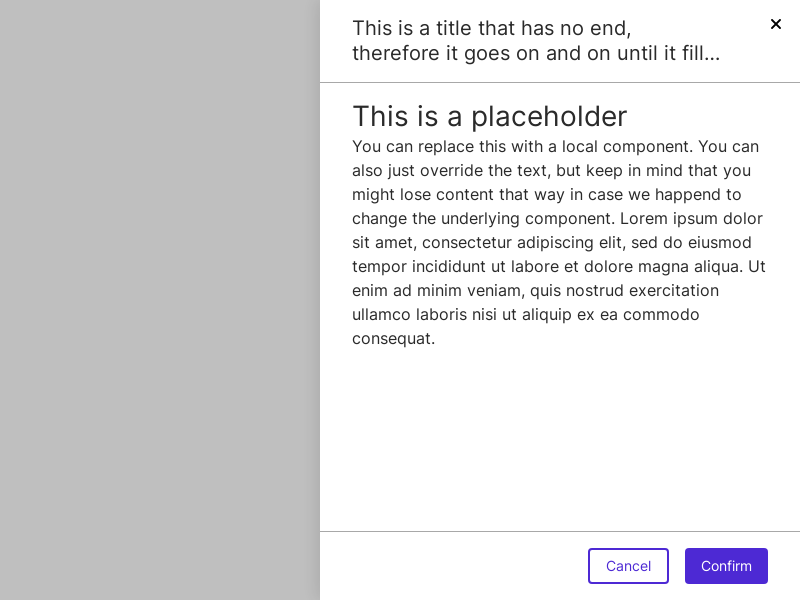 This is a title that has no end,
therefore it goes on and on until it fill...
This is a placeholder
You can replace this with a local component. You can
also just override the text, but keep in mind that you
might lose content that way in case we happend to
change the underlying component. Lorem ipsum dolor
sit amet, consectetur adipiscing elit, sed do eiusmod
tempor incididunt ut labore et dolore magna aliqua. Ut
enim ad minim veniam, quis nostrud exercitation
ullamco laboris nisi ut aliquip ex ea commodo
consequat.
Cancel
Confirm